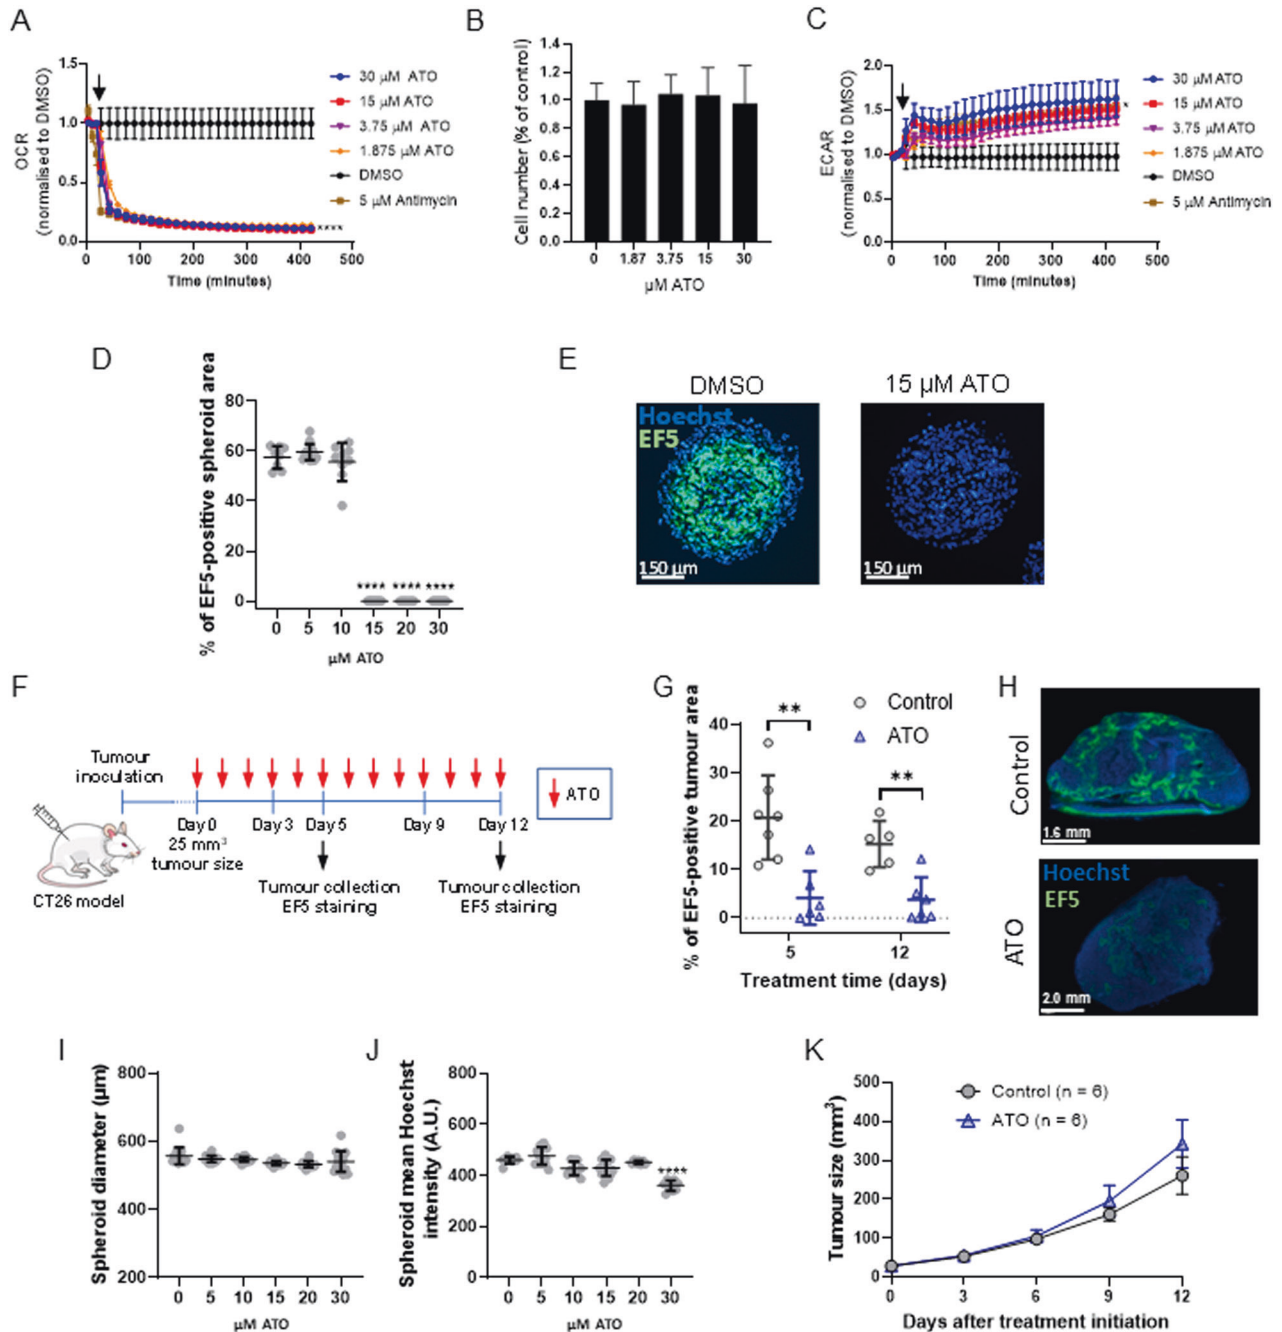 A
OCR
(normalised to DMSO)
1.5
1.0
0.5
0.0
0 100 200 300 400 500
Time (minutes)
****
30 µM ATO
15 µM ATO
3.75 µM ATO
1.875 µM ATO
DMSO
5 µM Antimycin
B
Cell number (% of control)
1.4
1.2
1.0
0.8
0.6
0.4
0.2
0.0
0 1.87 3.75 15 30
µM ATO
C
ECAR
(normalised to DMSO)
2.0
1.5
1.0
0.5
0.0
0 100 200 300 400 500
Time (minutes)
*
30 µM ATO
15 µM ATO
3.75 µM ATO
1.875 µM ATO
DMSO
5 µM Antimycin
D
% of EF5-positive spheroid area
80
60
40
20
0
**** **** ****
0 5 10 15 20 30
µM ATO
E
DMSO
15 µM ATO
Hoechst
EF5
150 µm
150 µm
F
Tumour
inoculation
ATO
Day 0 Day 3 Day 5 Day 9 Day 12
25 mm³
tumour size
CT26 model
Tumour collection
EF5 staining
Tumour collection
EF5 staining
G
% of EF5-positive tumour area
40
30
20
10
0
**
**
Control
ATO
5 12
Treatment time (days)
H
Control
1.6 mm
ATO
Hoechst
EF5
2.0 mm
I
Spheroid diameter (µm)
800
600
400
200
0 5 10 15 20 30
µM ATO
J
Spheroid mean Hoechst
intensity (A.U.)
800
600
400
200
0
****
0 5 10 15 20 30
µM ATO
K
Tumour size (mm³)
500
400
300
200
100
0
Control (n = 6)
ATO (n = 6)
0 3 6 9 12
Days after treatment initiation